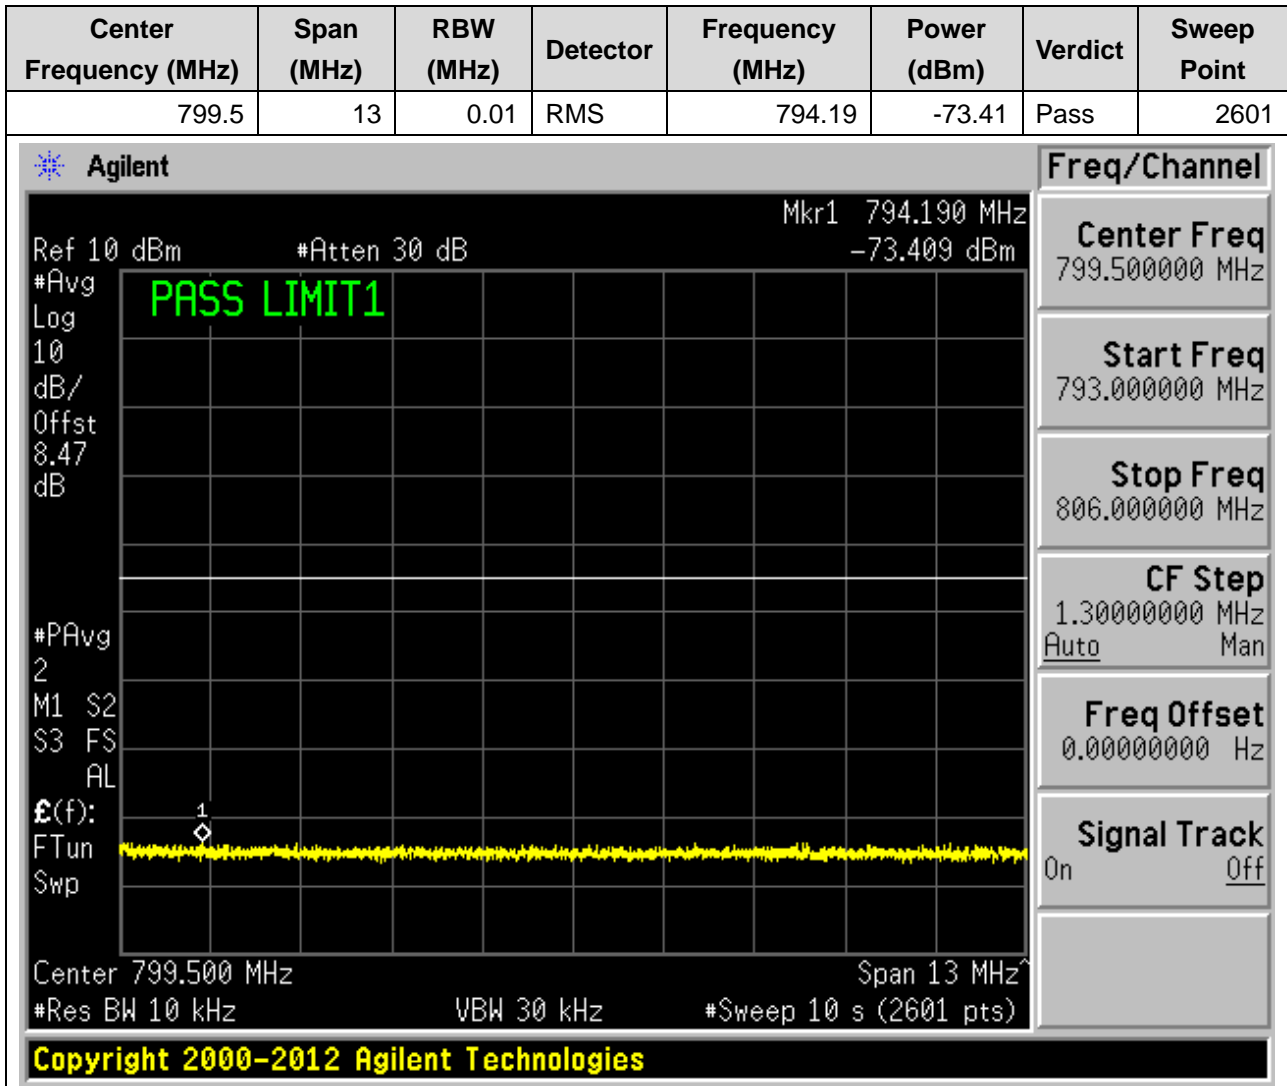 Center Frequency (MHz) Span (MHz) RBW (MHz) Detector Frequency (MHz) Power (dBm) Verdict Sweep Point
799.5 13 0.01 RMS 794.19 -73.41 Pass 2601
Agilent
Freq/Channel
Mkr1 794.190 MHz
Ref 10 dBm #Atten 30 dB -73.409 dBm
#Avg
Log
10
dB/
Offst
8.47
dB
PASS LIMIT1
#PAvg
2
M1 S2
S3 FS
AL
£(f):
FTun
Swp
1
Center 799.500 MHz Span 13 MHz^
#Res BW 10 kHz VBW 30 kHz #Sweep 10 s (2601 pts)
Center Freq
799.500000 MHz
Start Freq
793.000000 MHz
Stop Freq
806.000000 MHz
CF Step
1.30000000 MHz
Auto Man
Freq Offset
0.00000000 Hz
Signal Track
On Off
Copyright 2000-2012 Agilent Technologies